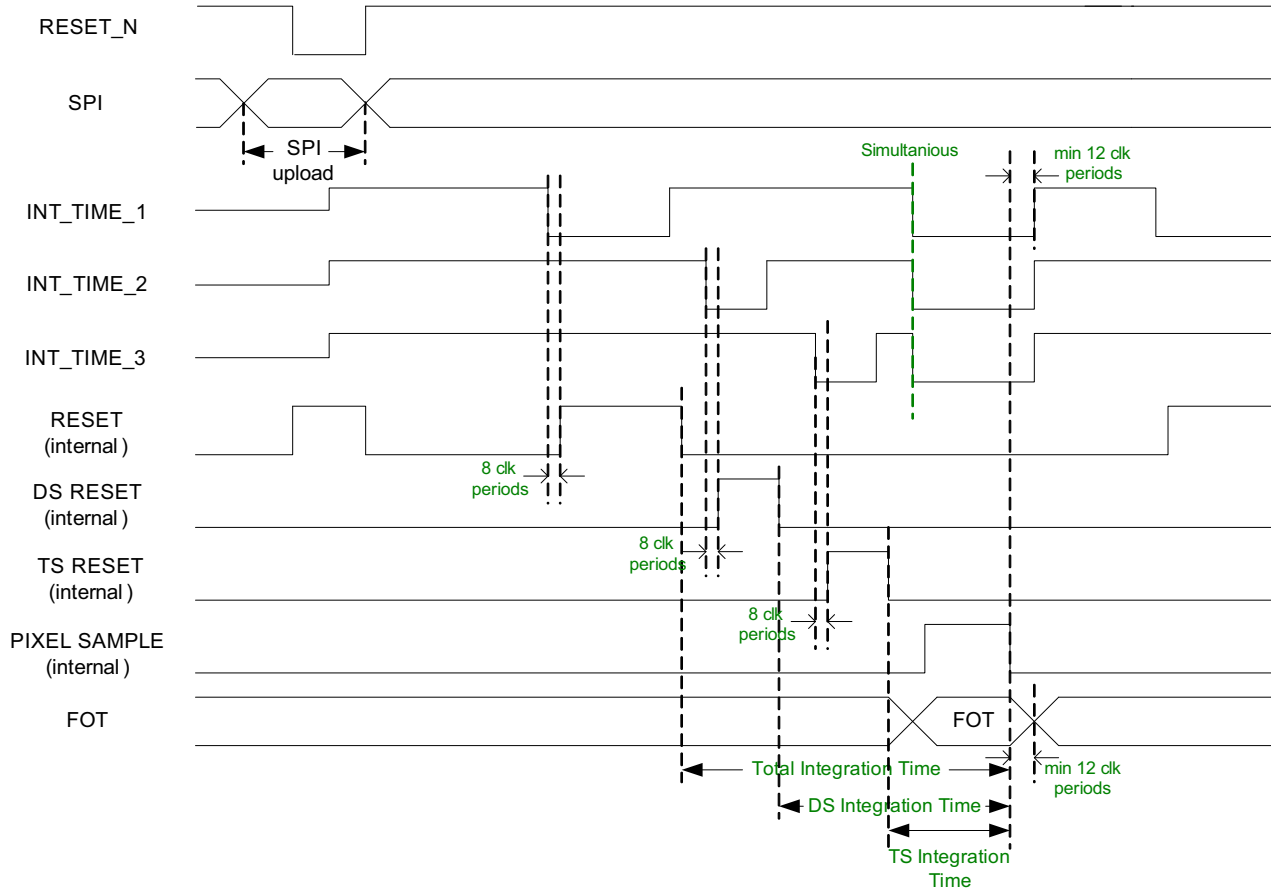 RESET_N
SPI
SPI
upload
Simultanious
min 12 clk
periods
INT_TIME_1
INT_TIME_2
INT_TIME_3
RESET
(internal )
8 clk
periods
DS RESET
(internal )
8 clk
periods
TS RESET
(internal )
8 clk
periods
PIXEL SAMPLE
(internal )
FOT
FOT
Total Integration Time
min 12 clk
periods
DS Integration Time
TS Integration
Time